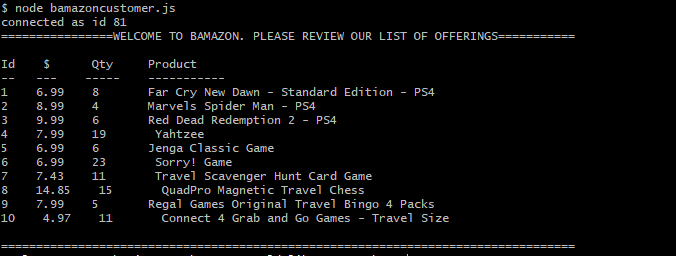 $ node bamazoncustomer.js
connected as id 81
================WELCOME TO BAMAZON. PLEASE REVIEW OUR LIST OF OFFERINGS===========
Id    $      Qty     Product
--   ---    -----    -----------
1    6.99   8       Far Cry New Dawn - Standard Edition - PS4
2    8.99   4       Marvels Spider Man - PS4
3    9.99   6       Red Dead Redemption 2 - PS4
4    7.99   19       Yahtzee
5    6.99   6       Jenga Classic Game
6    6.99   23       Sorry! Game
7    7.43   11       Travel Scavenger Hunt Card Game
8    14.85   15       QuadPro Magnetic Travel Chess
9    7.99   5       Regal Games Original Travel Bingo 4 Packs
10    4.97   11       Connect 4 Grab and Go Games - Travel Size
==================================================================================